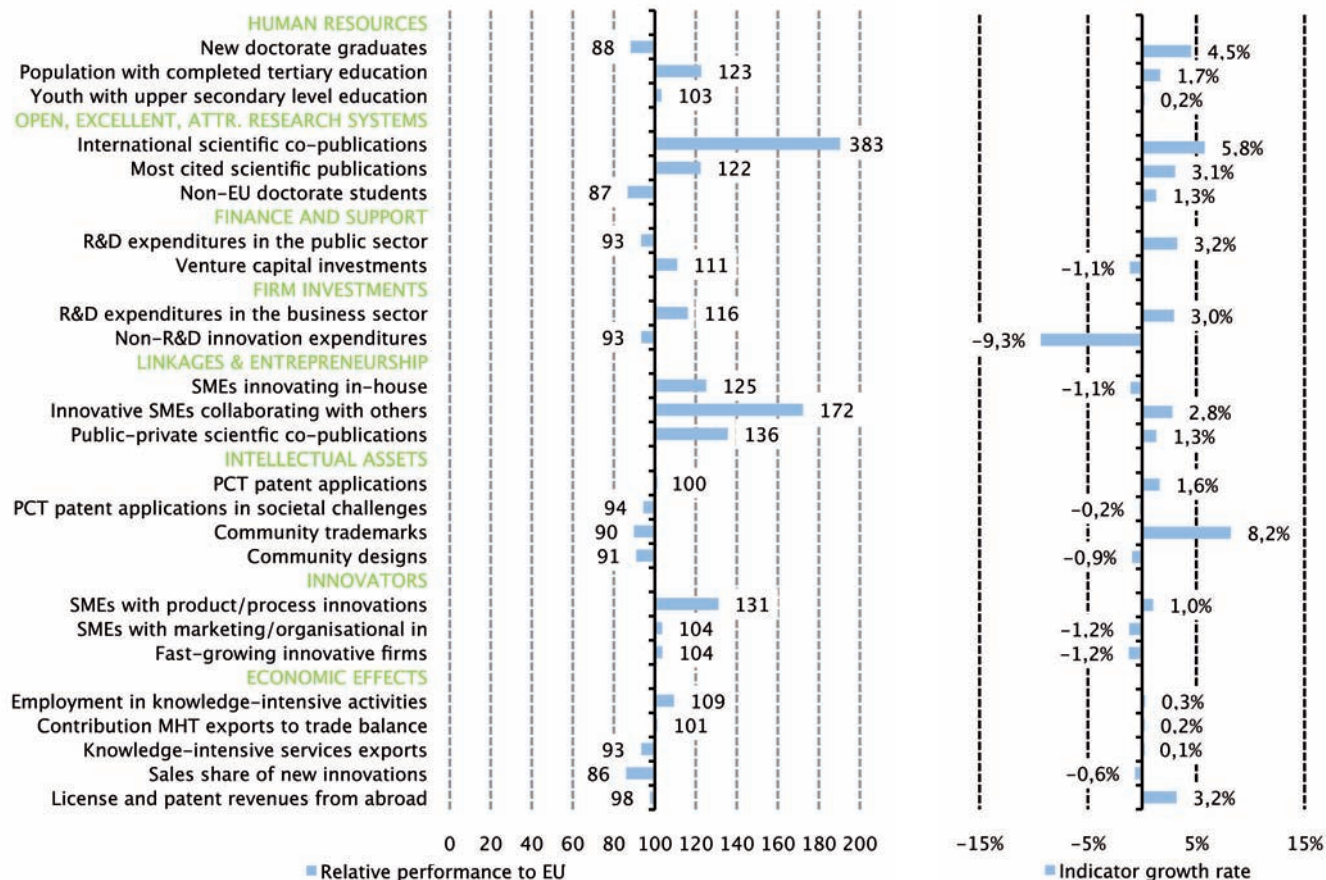 HUMAN RESOURCES
New doctorate graduates 88 4,5%
Population with completed tertiary education 123 1,7%
Youth with upper secondary level education 103 0,2%
OPEN, EXCELLENT, ATTR. RESEARCH SYSTEMS
International scientific co-publications 383 5,8%
Most cited scientific publications 122 3,1%
Non-EU doctorate students 87 1,3%
FINANCE AND SUPPORT
R&D expenditures in the public sector 93 3,2%
Venture capital investments 111 -1,1%
FIRM INVESTMENTS
R&D expenditures in the business sector 116 3,0%
Non-R&D innovation expenditures 93 -9,3%
LINKAGES & ENTREPRENEURSHIP
SMEs innovating in-house 125 -1,1%
Innovative SMEs collaborating with others 172 2,8%
Public-private scientfic co-publications 136 1,3%
INTELLECTUAL ASSETS
PCT patent applications 100 1,6%
PCT patent applications in societal challenges 94 -0,2%
Community trademarks 90 8,2%
Community designs 91 -0,9%
INNOVATORS
SMEs with product/process innovations 131 1,0%
SMEs with marketing/organisational in 104 -1,2%
Fast-growing innovative firms 104 -1,2%
ECONOMIC EFFECTS
Employment in knowledge-intensive activities 109 0,3%
Contribution MHT exports to trade balance 101 0,2%
Knowledge-intensive services exports 93 0,1%
Sales share of new innovations 86 -0,6%
License and patent revenues from abroad 98 3,2%
0 20 40 60 80 100 120 140 160 180 200 -15% -5% 5% 15%
Relative performance to EU Indicator growth rate